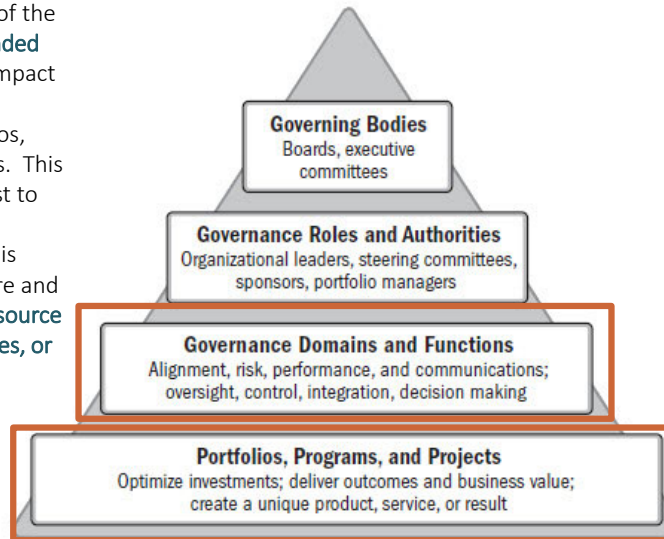 of the
nded
mpact
os,
s. This
st to
is
re and
source
es, or
Governing Bodies
Boards, executive
committees
Governance Roles and Authorities
Organizational leaders, steering committees,
sponsors, portfolio managers
Governance Domains and Functions
Alignment, risk, performance, and communications;
oversight, control, integration, decision making
Portfolios, Programs, and Projects
Optimize investments; deliver outcomes and business value;
create a unique product, service, or result